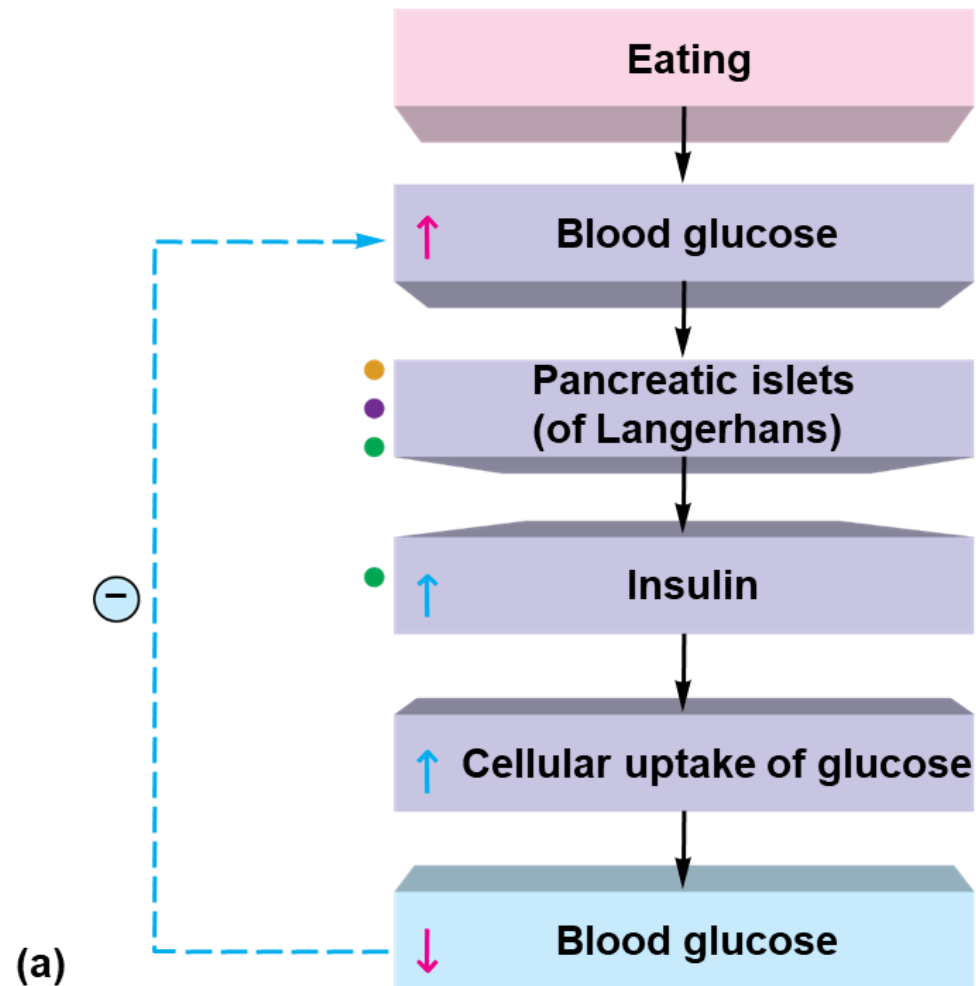 Eating
↑ Blood glucose
Pancreatic islets
(of Langerhans)
−
↑ Insulin
↑ Cellular uptake of glucose
↓ Blood glucose
(a)